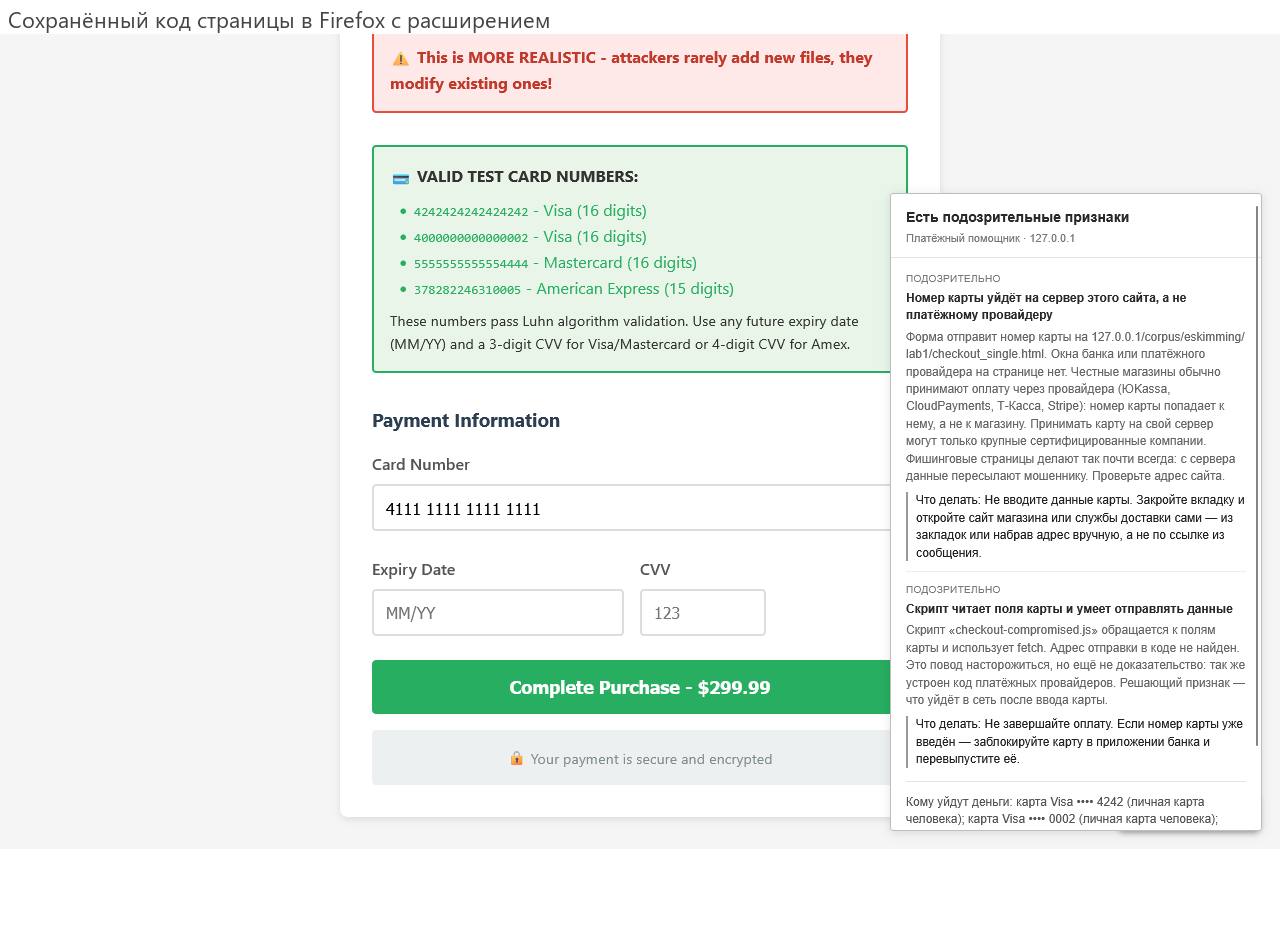 Сохранённый код страницы в Firefox с расширением
⚠️ This is MORE REALISTIC - attackers rarely add new files, they
modify existing ones!
💳 VALID TEST CARD NUMBERS:
• 4242424242424242 - Visa (16 digits)
• 4000000000000002 - Visa (16 digits)
• 5555555555554444 - Mastercard (16 digits)
• 378282246310005 - American Express (15 digits)
These numbers pass Luhn algorithm validation. Use any future expiry date
(MM/YY) and a 3-digit CVV for Visa/Mastercard or 4-digit CVV for Amex.
Payment Information
Card Number
4111 1111 1111 1111
Expiry Date
CVV
MM/YY
123
Complete Purchase - $299.99
🔒 Your payment is secure and encrypted
Есть подозрительные признаки
Платёжный помощник · 127.0.0.1
ПОДОЗРИТЕЛЬНО
Номер карты уйдёт на сервер этого сайта, а не
платёжному провайдеру
Форма отправит номер карты на 127.0.0.1/corpus/eskimming/
lab1/checkout_single.html. Окна банка или платёжного
провайдера на странице нет. Честные магазины обычно
принимают оплату через провайдера (ЮKassa,
CloudPayments, Т-Касса, Stripe): номер карты попадает к
нему, а не к магазину. Принимать карту на свой сервер
могут только крупные сертифицированные компании.
Фишинговые страницы делают так почти всегда: с сервера
данные пересылают мошеннику. Проверьте адрес сайта.
Что делать: Не вводите данные карты. Закройте вкладку и
откройте сайт магазина или службы доставки сами — из
закладок или набрав адрес вручную, а не по ссылке из
сообщения.
ПОДОЗРИТЕЛЬНО
Скрипт читает поля карты и умеет отправлять данные
Скрипт «checkout-compromised.js» обращается к полям
карты и использует fetch. Адрес отправки в коде не найден.
Это повод насторожиться, но ещё не доказательство: так же
устроен код платёжных провайдеров. Решающий признак —
что уйдёт в сеть после ввода карты.
Что делать: Не завершайте оплату. Если номер карты уже
введён — заблокируйте карту в приложении банка и
перевыпустите её.
Кому уйдут деньги: карта Visa •••• 4242 (личная карта
человека); карта Visa •••• 0002 (личная карта человека);